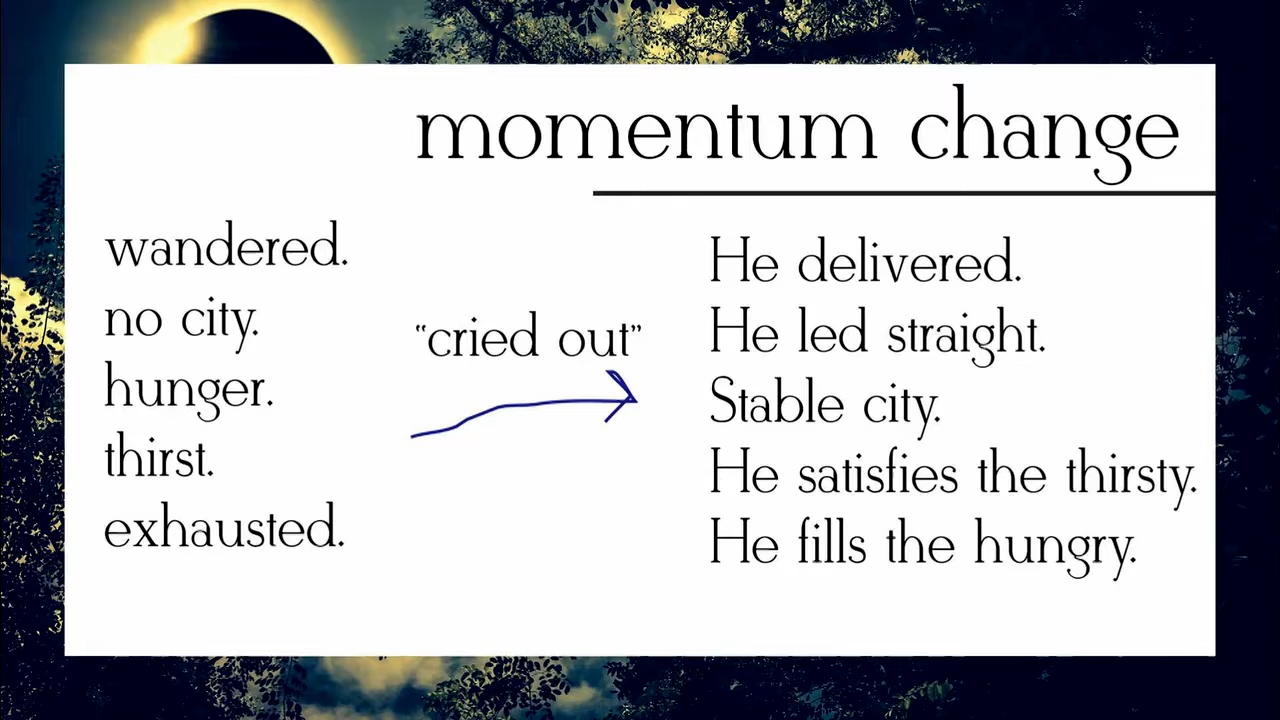 momentum change
wandered.
no city.
hunger.
thirst.
exhausted.
“cried out”
He delivered.
He led straight.
Stable city.
He satisfies the thirsty.
He fills the hungry.